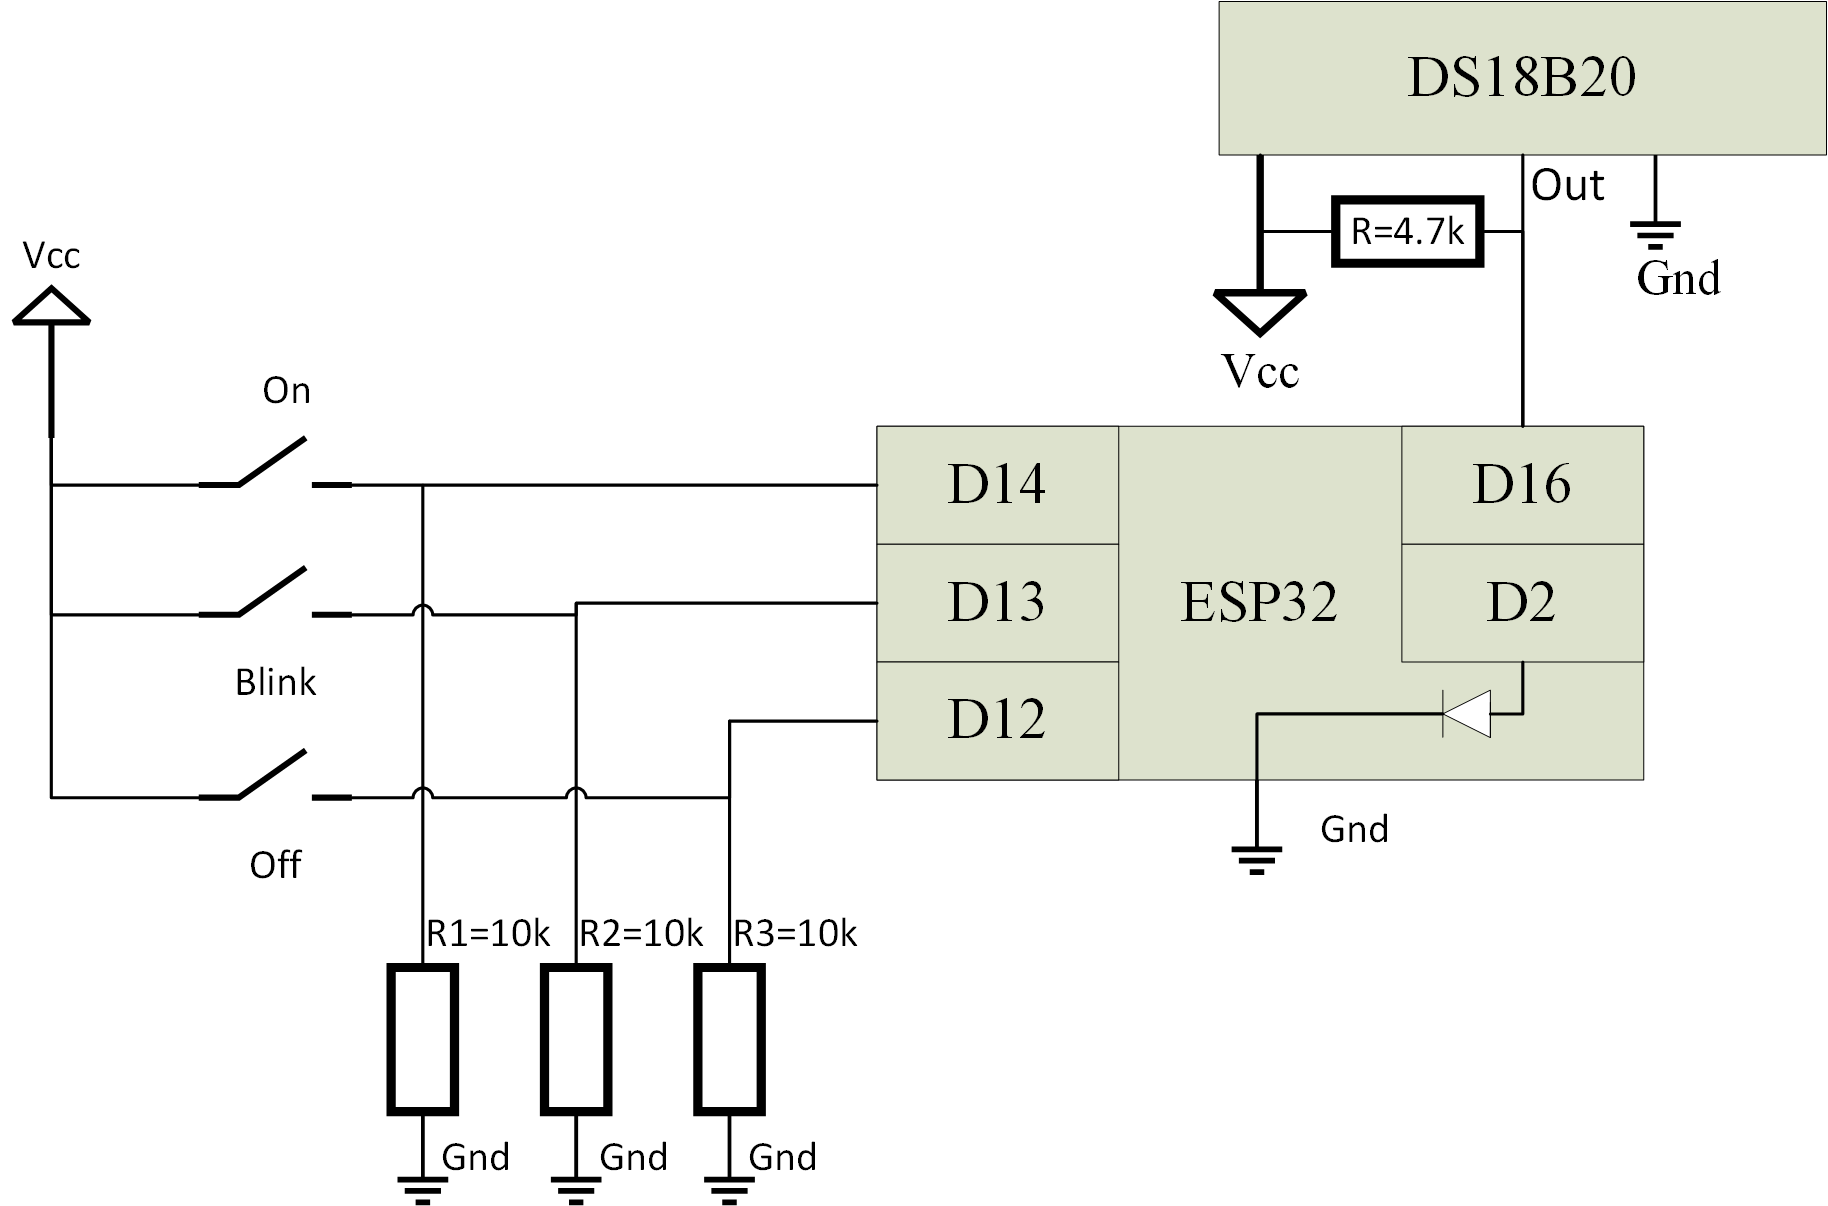 DS18B20
Out
R=4.7k
Vcc
Gnd
Vcc
On
D14
D16
D13
ESP32
D2
Blink
D12
Gnd
Off
R1=10k
R2=10k
R3=10k
Gnd
Gnd
Gnd